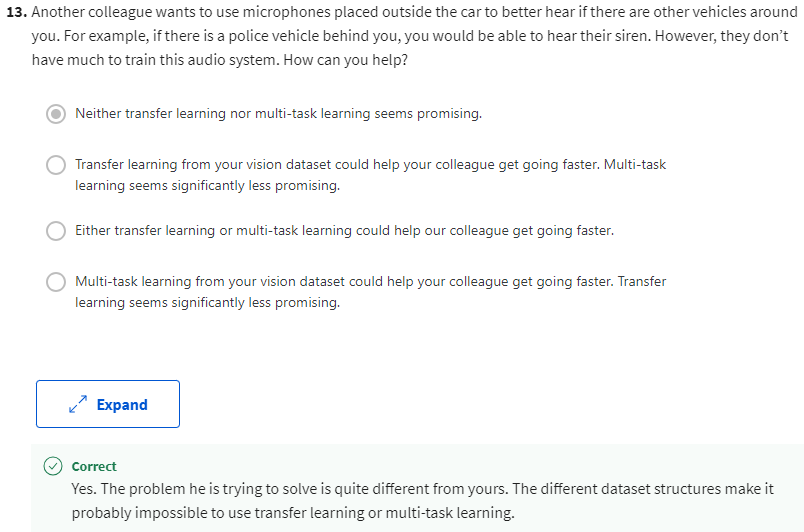 13. Another colleague wants to use microphones placed outside the car to better hear if there are other vehicles around
you. For example, if there is a police vehicle behind you, you would be able to hear their siren. However, they don't
have much to train this audio system. How can you help?
Neither transfer learning nor multi-task learning seems promising.
Transfer learning from your vision dataset could help your colleague get going faster. Multi-task
learning seems significantly less promising.
Either transfer learning or multi-task learning could help our colleague get going faster.
Multi-task learning from your vision dataset could help your colleague get going faster. Transfer
learning seems significantly less promising.
Expand
Correct
Yes. The problem he is trying to solve is quite different from yours. The different dataset structures make it
probably impossible to use transfer learning or multi-task learning.